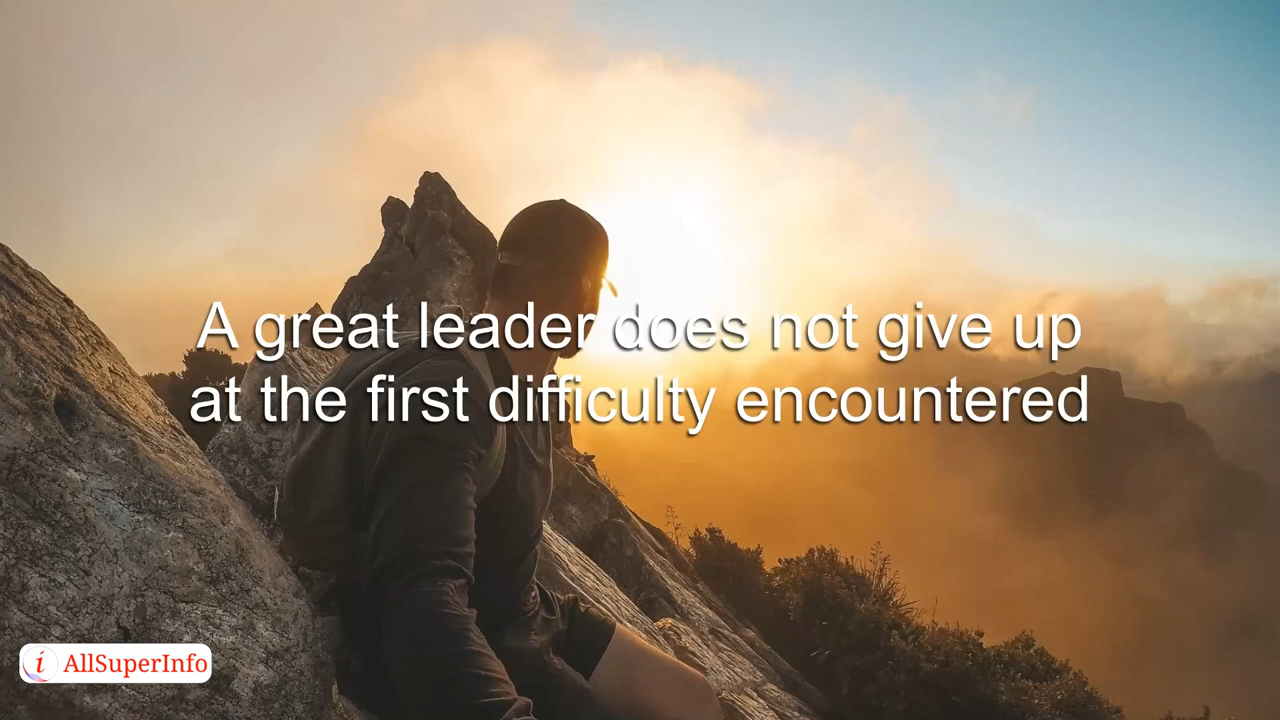 A great leader does not give up
at the first difficulty encountered
i AllSuperInfo